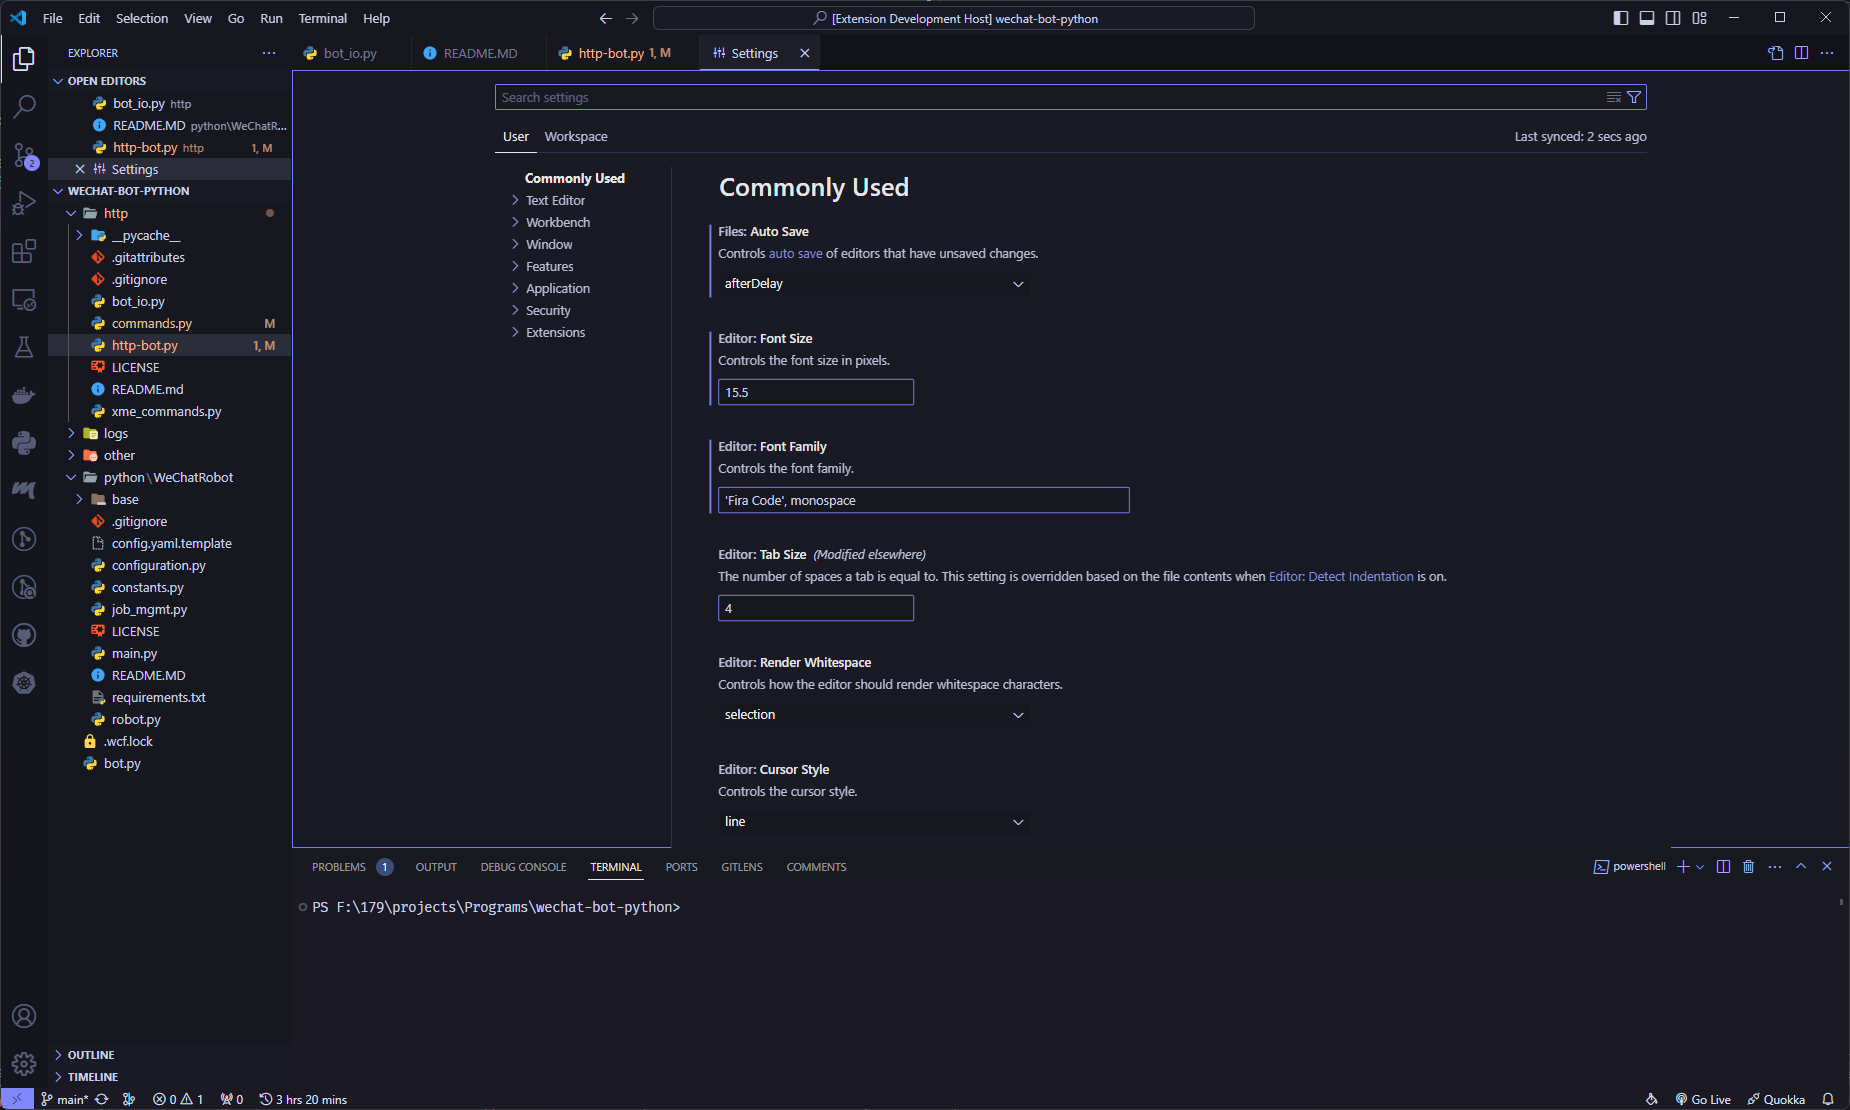 File Edit Selection View Go Run Terminal Help
[Extension Development Host] wechat-bot-python
EXPLORER
bot_io.py
README.MD
http-bot.py 1, M
Settings
OPEN EDITORS
bot_io.py http
README.MD python\WeChatR...
http-bot.py http 1, M
Settings
WECHAT-BOT-PYTHON
http
__pycache__
.gitattributes
.gitignore
bot_io.py
commands.py M
http-bot.py 1, M
LICENSE
README.md
xme_commands.py
logs
other
python\WeChatRobot
base
.gitignore
config.yaml.template
configuration.py
constants.py
job_mgmt.py
LICENSE
main.py
README.MD
requirements.txt
robot.py
.wcf.lock
bot.py
OUTLINE
TIMELINE
2
Search settings
User Workspace
Last synced: 2 secs ago
Commonly Used
Text Editor
Workbench
Window
Features
Application
Security
Extensions
Commonly Used
Files: Auto Save
Controls auto save of editors that have unsaved changes.
afterDelay
Editor: Font Size
Controls the font size in pixels.
15.5
Editor: Font Family
Controls the font family.
'Fira Code', monospace
Editor: Tab Size (Modified elsewhere)
The number of spaces a tab is equal to. This setting is overridden based on the file contents when Editor: Detect Indentation is on.
4
Editor: Render Whitespace
Controls how the editor should render whitespace characters.
selection
Editor: Cursor Style
Controls the cursor style.
line
PROBLEMS 1 OUTPUT DEBUG CONSOLE TERMINAL PORTS GITLENS COMMENTS
powershell
PS F:\179\projects\Programs\wechat-bot-python>
main* 0 1 0 3 hrs 20 mins
Go Live Quokka